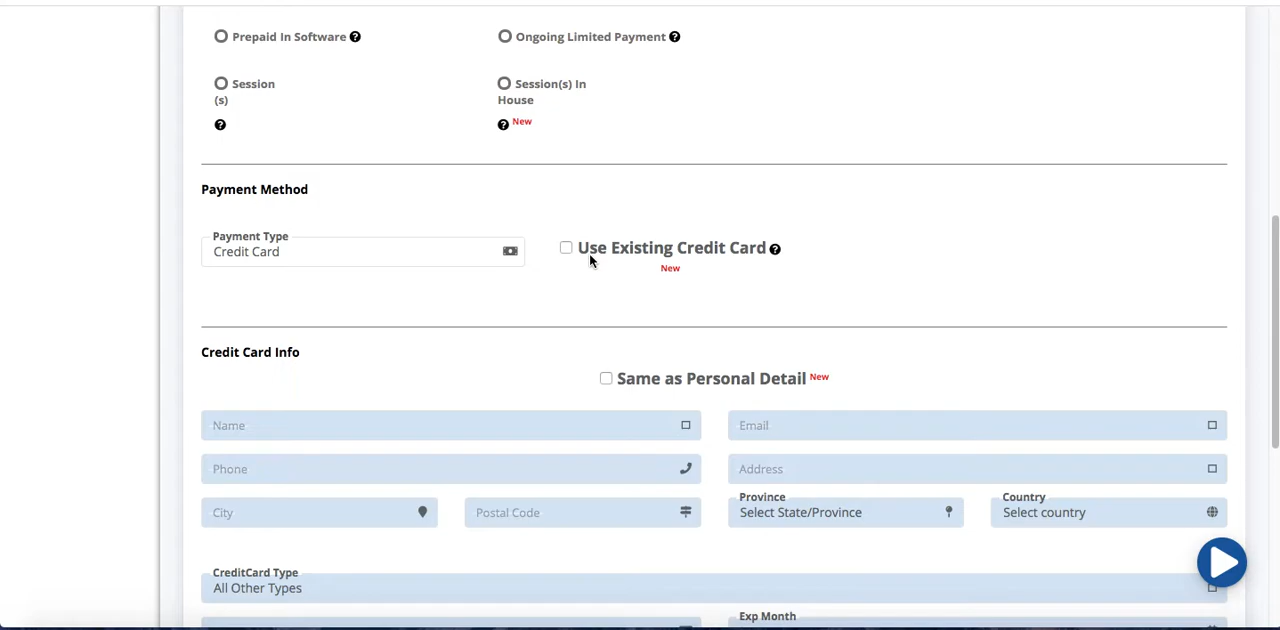 Prepaid In Software ? Ongoing Limited Payment ?
Session Session(s) In
(s) House
? ? New
Payment Method
Payment Type
Credit Card
Use Existing Credit Card ?
New
Credit Card Info
Same as Personal Detail New
Name Email
Phone Address
City Postal Code Province Country
Select State/Province Select country
CreditCard Type
All Other Types
Exp Month